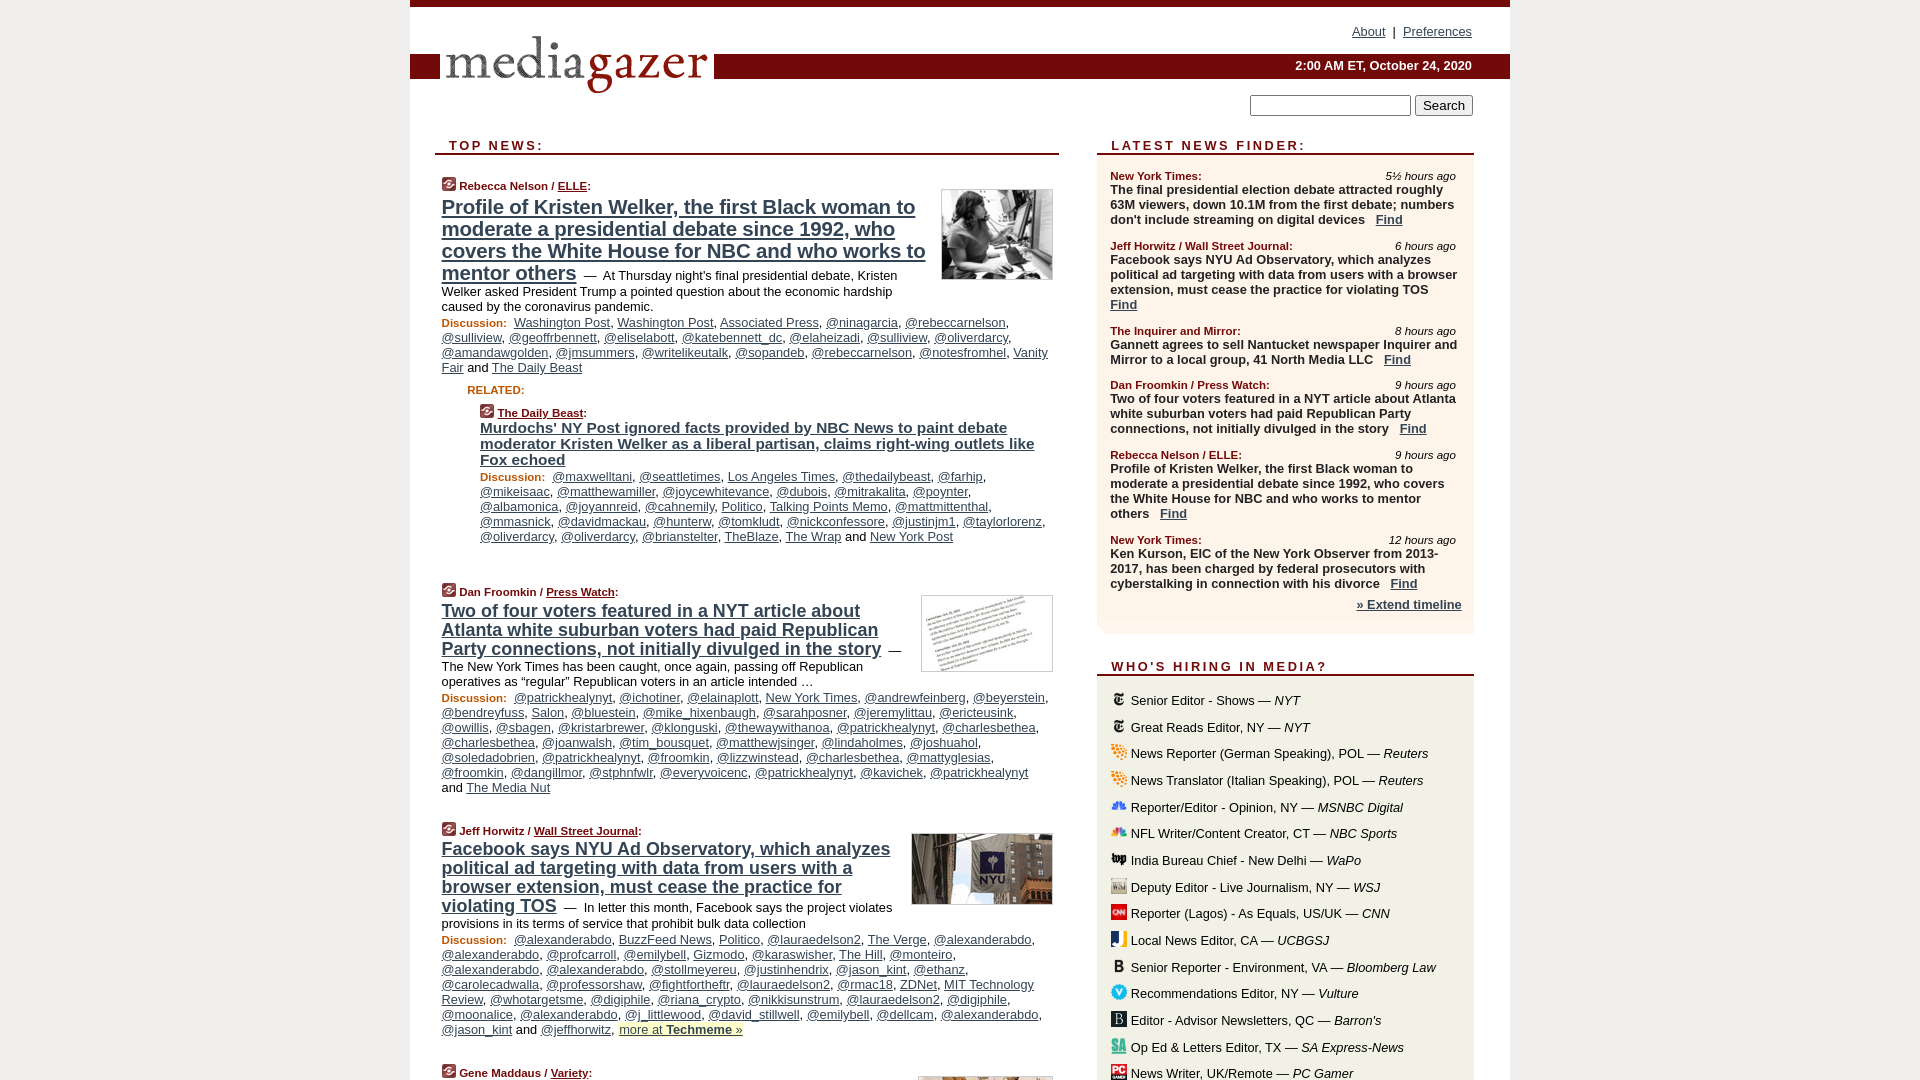 About | Preferences
mediagazer
2:00 AM ET, October 24, 2020
Search
TOP NEWS:
Rebecca Nelson / ELLE:
Profile of Kristen Welker, the first Black woman to
moderate a presidential debate since 1992, who
covers the White House for NBC and who works to
mentor others — At Thursday night's final presidential debate, Kristen
Welker asked President Trump a pointed question about the economic hardship
caused by the coronavirus pandemic.
Discussion: Washington Post, Washington Post, Associated Press, @ninagarcia, @rebeccarnelson,
@sulliview, @geoffrbennett, @eliselabott, @katebennett_dc, @elaheizadi, @sulliview, @oliverdarcy,
@amandawgolden, @jmsummers, @writelikeutalk, @sopandeb, @rebeccarnelson, @notesfromhel, Vanity
Fair and The Daily Beast
RELATED:
The Daily Beast:
Murdochs' NY Post ignored facts provided by NBC News to paint debate
moderator Kristen Welker as a liberal partisan, claims right-wing outlets like
Fox echoed
Discussion: @maxwelltani, @seattletimes, Los Angeles Times, @thedailybeast, @farhip,
@mikeisaac, @matthewamiller, @joycewhitevance, @dubois, @mitrakalita, @poynter,
@albamonica, @joyannreid, @cahnemily, Politico, Talking Points Memo, @mattmittenthal,
@mmasnick, @davidmackau, @hunterw, @tomkludt, @nickconfessore, @justinjm1, @taylorlorenz,
@oliverdarcy, @oliverdarcy, @brianstelter, TheBlaze, The Wrap and New York Post
Dan Froomkin / Press Watch:
Two of four voters featured in a NYT article about
Atlanta white suburban voters had paid Republican
Party connections, not initially divulged in the story —
The New York Times has been caught, once again, passing off Republican
operatives as “regular” Republican voters in an article intended …
Discussion: @patrickhealynyt, @ichotiner, @elainaplott, New York Times, @andrewfeinberg, @beyerstein,
@bendreyfuss, Salon, @bluestein, @mike_hixenbaugh, @sarahposner, @jeremylittau, @ericteusink,
@owillis, @sbagen, @kristarbrewer, @klonguski, @thewaywithanoa, @patrickhealynyt, @charlesbethea,
@charlesbethea, @joanwalsh, @tim_bousquet, @matthewjsinger, @lindaholmes, @joshuahol,
@soledadobrien, @patrickhealynyt, @froomkin, @lizzwinstead, @charlesbethea, @mattyglesias,
@froomkin, @dangillmor, @stphnfwlr, @everyvoicenc, @patrickhealynyt, @kavichek, @patrickhealynyt
and The Media Nut
Jeff Horwitz / Wall Street Journal:
Facebook says NYU Ad Observatory, which analyzes
political ad targeting with data from users with a
browser extension, must cease the practice for
violating TOS — In letter this month, Facebook says the project violates
provisions in its terms of service that prohibit bulk data collection
NYU
Discussion: @alexanderabdo, BuzzFeed News, Politico, @lauraedelson2, The Verge, @alexanderabdo,
@alexanderabdo, @profcarroll, @emilybell, Gizmodo, @karaswisher, The Hill, @monteiro,
@alexanderabdo, @alexanderabdo, @stollmeyereu, @justinhendrix, @jason_kint, @ethanz,
@carolecadwalla, @professorshaw, @fightfortheftr, @lauraedelson2, @rmac18, ZDNet, MIT Technology
Review, @whotargetsme, @digiphile, @riana_crypto, @nikkisunstrum, @lauraedelson2, @digiphile,
@moonalice, @alexanderabdo, @j_littlewood, @david_stillwell, @emilybell, @dellcam, @alexanderabdo,
@jason_kint and @jeffhorwitz, more at Techmeme »
Gene Maddaus / Variety:
LATEST NEWS FINDER:
New York Times: 5½ hours ago
The final presidential election debate attracted roughly
63M viewers, down 10.1M from the first debate; numbers
don't include streaming on digital devices Find
Jeff Horwitz / Wall Street Journal: 6 hours ago
Facebook says NYU Ad Observatory, which analyzes
political ad targeting with data from users with a browser
extension, must cease the practice for violating TOS
Find
The Inquirer and Mirror: 8 hours ago
Gannett agrees to sell Nantucket newspaper Inquirer and
Mirror to a local group, 41 North Media LLC Find
Dan Froomkin / Press Watch: 9 hours ago
Two of four voters featured in a NYT article about Atlanta
white suburban voters had paid Republican Party
connections, not initially divulged in the story Find
Rebecca Nelson / ELLE: 9 hours ago
Profile of Kristen Welker, the first Black woman to
moderate a presidential debate since 1992, who covers
the White House for NBC and who works to mentor
others Find
New York Times: 12 hours ago
Ken Kurson, EIC of the New York Observer from 2013-
2017, has been charged by federal prosecutors with
cyberstalking in connection with his divorce Find
» Extend timeline
WHO'S HIRING IN MEDIA?
Senior Editor - Shows — NYT
Great Reads Editor, NY — NYT
News Reporter (German Speaking), POL — Reuters
News Translator (Italian Speaking), POL — Reuters
Reporter/Editor - Opinion, NY — MSNBC Digital
NFL Writer/Content Creator, CT — NBC Sports
wp India Bureau Chief - New Delhi — WaPo
WSJ Deputy Editor - Live Journalism, NY — WSJ
CNN Reporter (Lagos) - As Equals, US/UK — CNN
Local News Editor, CA — UCBGSJ
B Senior Reporter - Environment, VA — Bloomberg Law
Recommendations Editor, NY — Vulture
B Editor - Advisor Newsletters, QC — Barron's
SA Op Ed & Letters Editor, TX — SA Express-News
PC GAMER News Writer, UK/Remote — PC Gamer